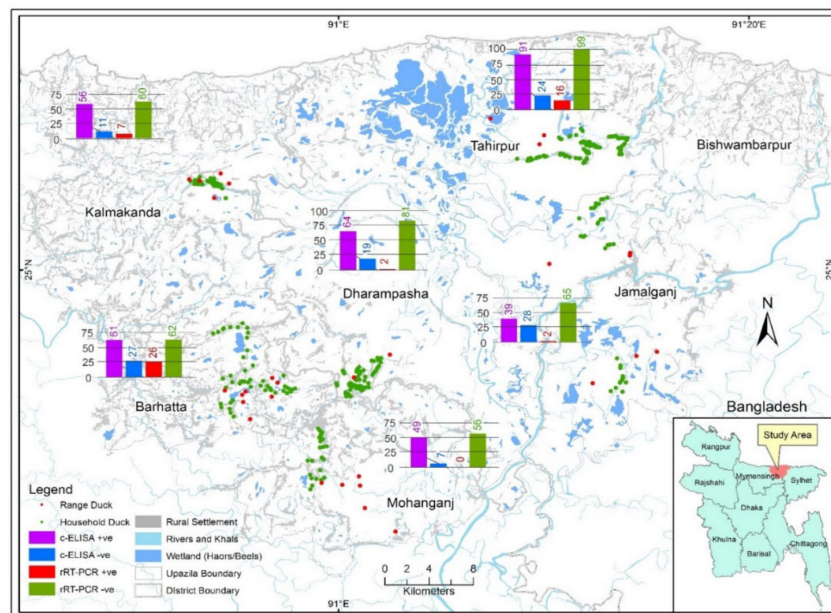 91°E
91°20'E
100
75
50
25
0
91
24
16
99
75
50
25
0
56
11
7
60
Tahirpur
Bishwambarpur
Kalmakanda
100
75
50
25
0
64
19
2
81
25°N
25°N
Dharampasha
Jamalganj
75
50
25
0
39
28
2
65
N
75
50
25
0
61
27
26
62
Barhatta
Bangladesh
75
50
25
0
49
7
0
56
Mohanganj
Study Area
Rangpur
Mymensingh
Sylhet
Rajshahi
Dhaka
Khulna
Barisal
Chittagong
Legend
Range Duck
Household Duck
c-ELISA +ve
c-ELISA -ve
rRT-PCR +ve
rRT-PCR -ve
Rural Settlement
Rivers and Khals
Wetland (Haors/Beels)
Upazila Boundary
District Boundary
0 2 4 8
Kilometers
91°E